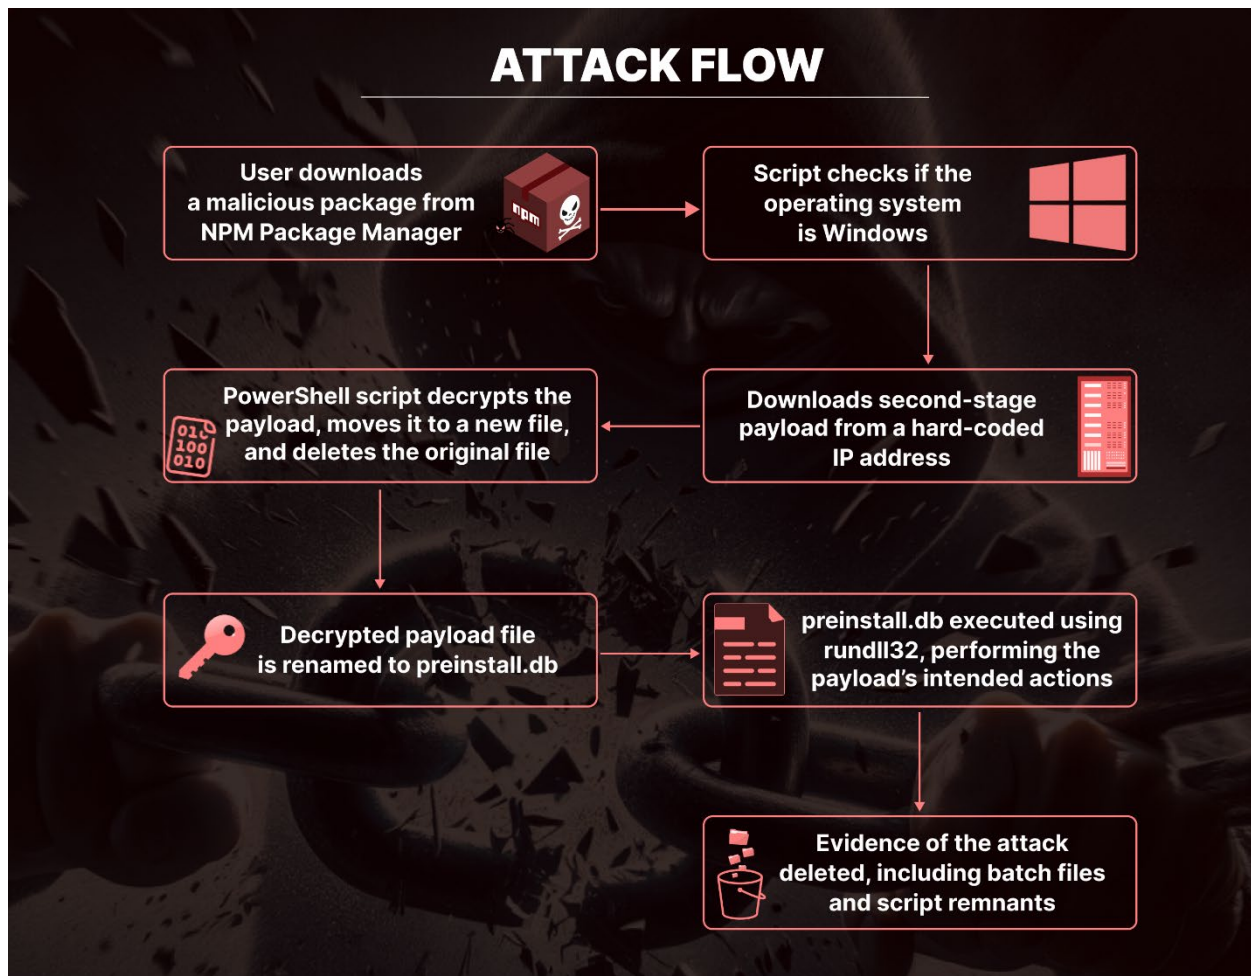 ATTACK FLOW
User downloads
a malicious package from
NPM Package Manager
npm
Script checks if the
operating system
is Windows
Downloads second-stage
payload from a hard-coded
IP address
PowerShell script decrypts the
payload, moves it to a new file,
and deletes the original file
010
100
010
Decrypted payload file
is renamed to preinstall.db
preinstall.db executed using
rundll32, performing the
payload’s intended actions
Evidence of the attack
deleted, including batch files
and script remnants